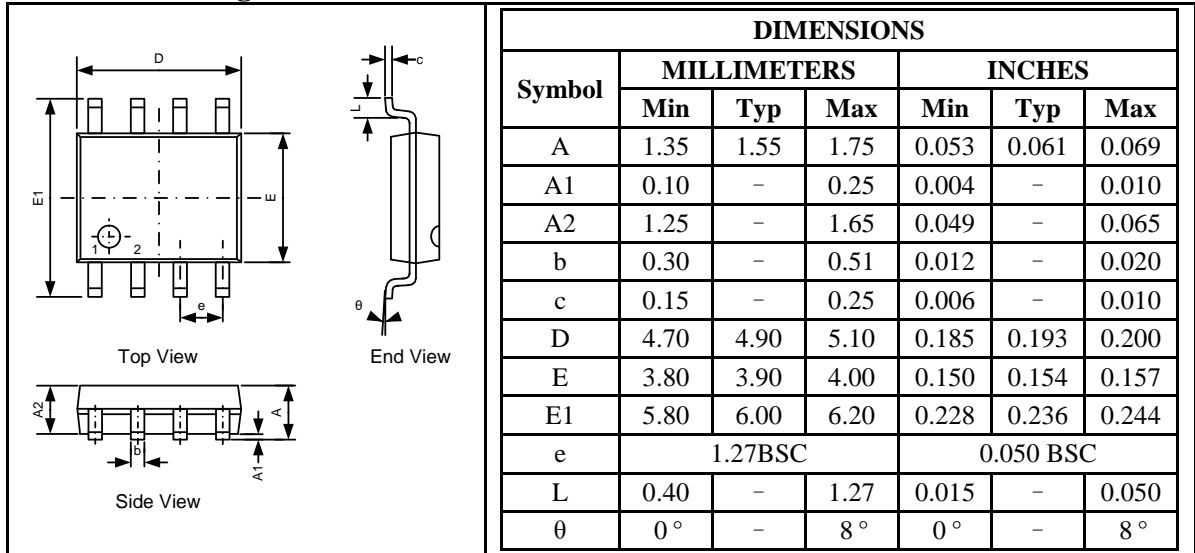 D
c
L
E1
E
1 2
e
θ
Top View
End View
A2
A
b
A1
Side View
DIMENSIONS
Symbol MILLIMETERS INCHES
Min Typ Max Min Typ Max
A 1.35 1.55 1.75 0.053 0.061 0.069
A1 0.10 – 0.25 0.004 – 0.010
A2 1.25 – 1.65 0.049 – 0.065
b 0.30 – 0.51 0.012 – 0.020
c 0.15 – 0.25 0.006 – 0.010
D 4.70 4.90 5.10 0.185 0.193 0.200
E 3.80 3.90 4.00 0.150 0.154 0.157
E1 5.80 6.00 6.20 0.228 0.236 0.244
e 1.27BSC 0.050 BSC
L 0.40 – 1.27 0.015 – 0.050
θ 0° – 8° 0° – 8°